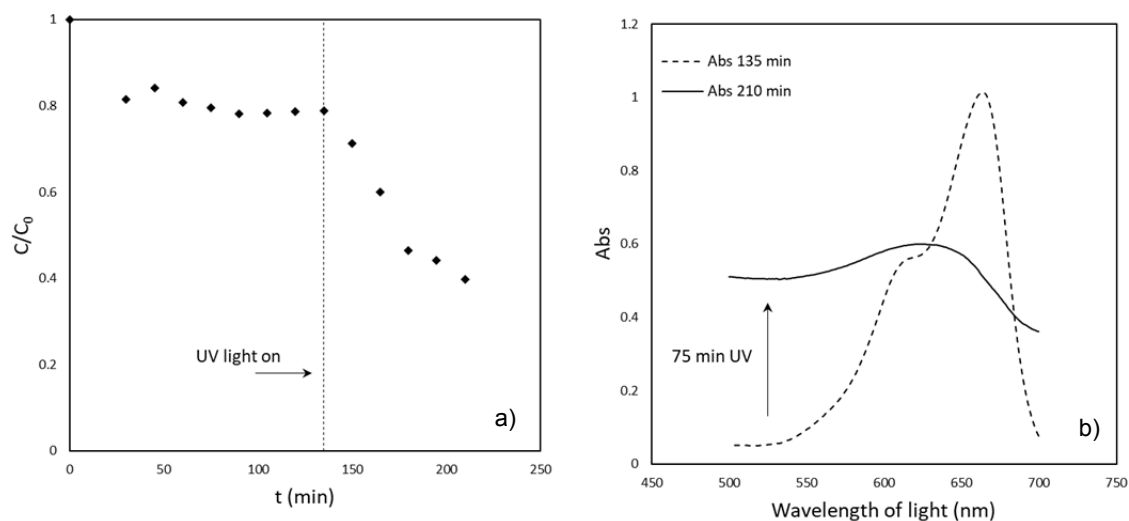 1
0.8
0.6
0.4
0.2
0
C/C₀
UV light on
a)
0 50 100 150 200 250
t (min)
1.2
1
0.8
0.6
0.4
0.2
0
Abs
Abs 135 min
Abs 210 min
75 min UV
b)
450 500 550 600 650 700 750
Wavelength of light (nm)